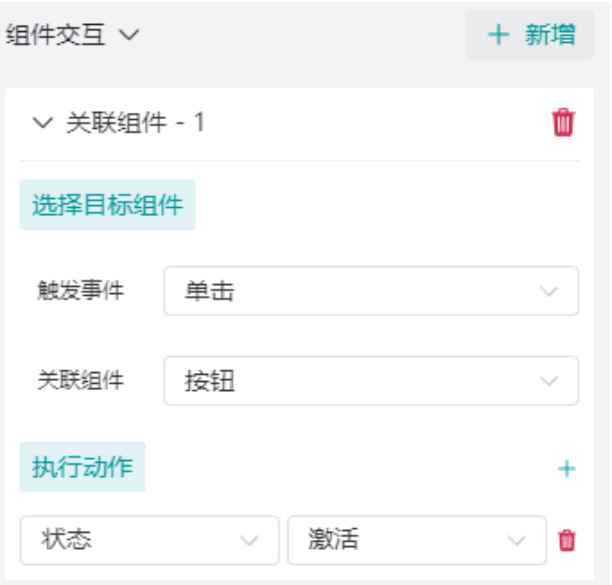 组件交互 + 新增
关联组件 - 1
选择目标组件
触发事件 单击
关联组件 按钮
执行动作 +
状态 激活